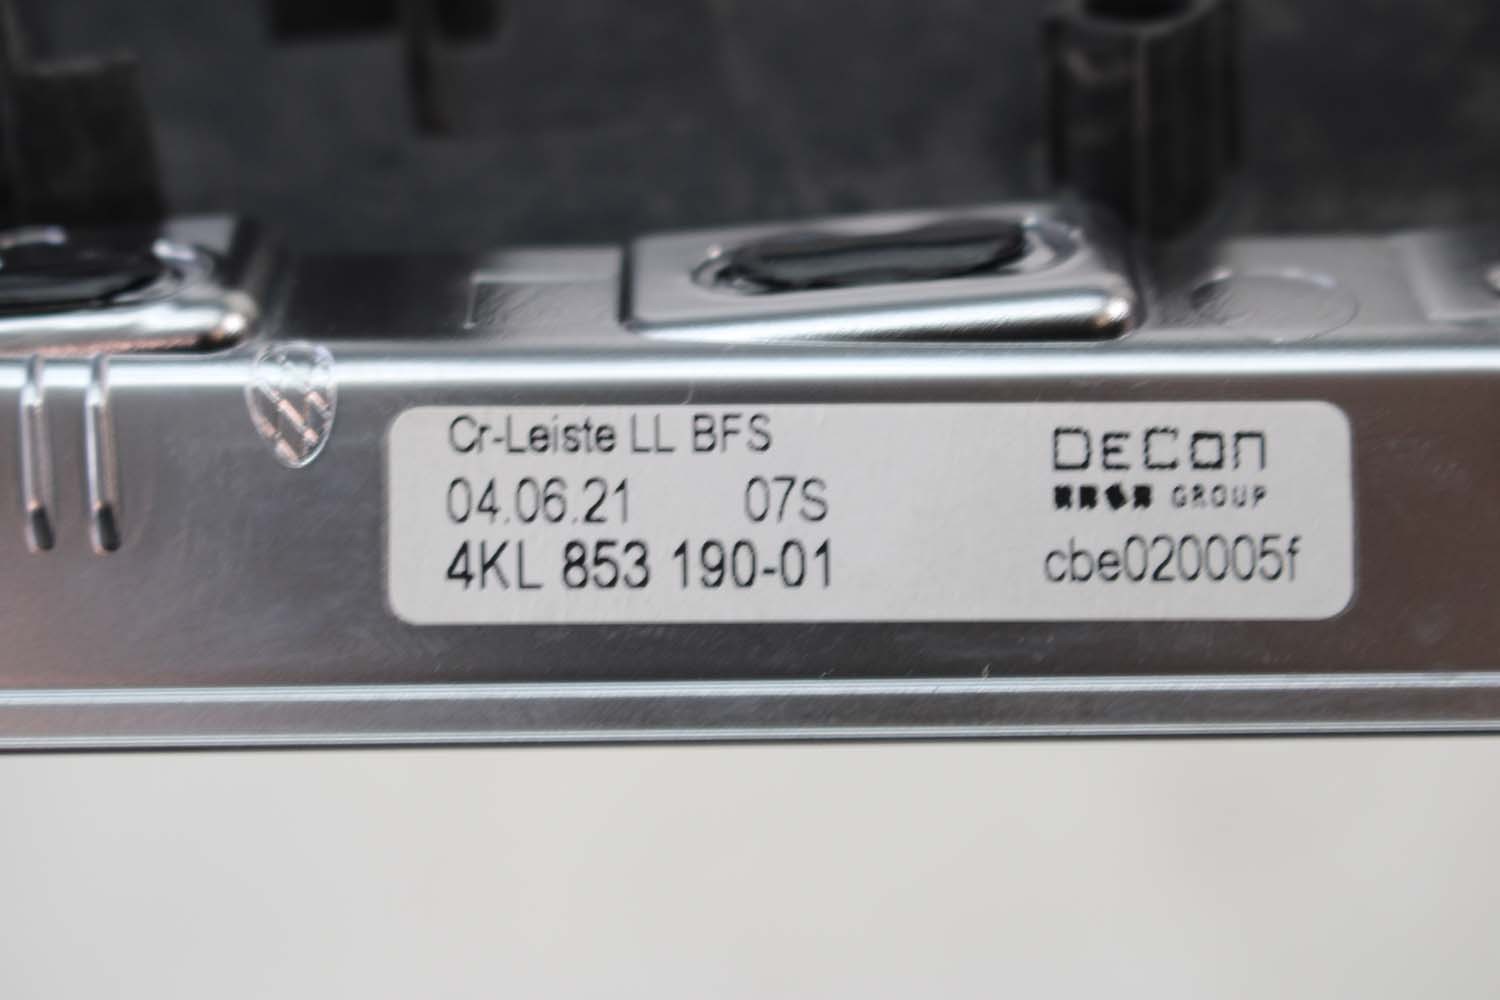 Cr-Leiste LL BFS
04.06.21 07S
4KL 853 190-01
DeCon
GROUP
cbe020005f